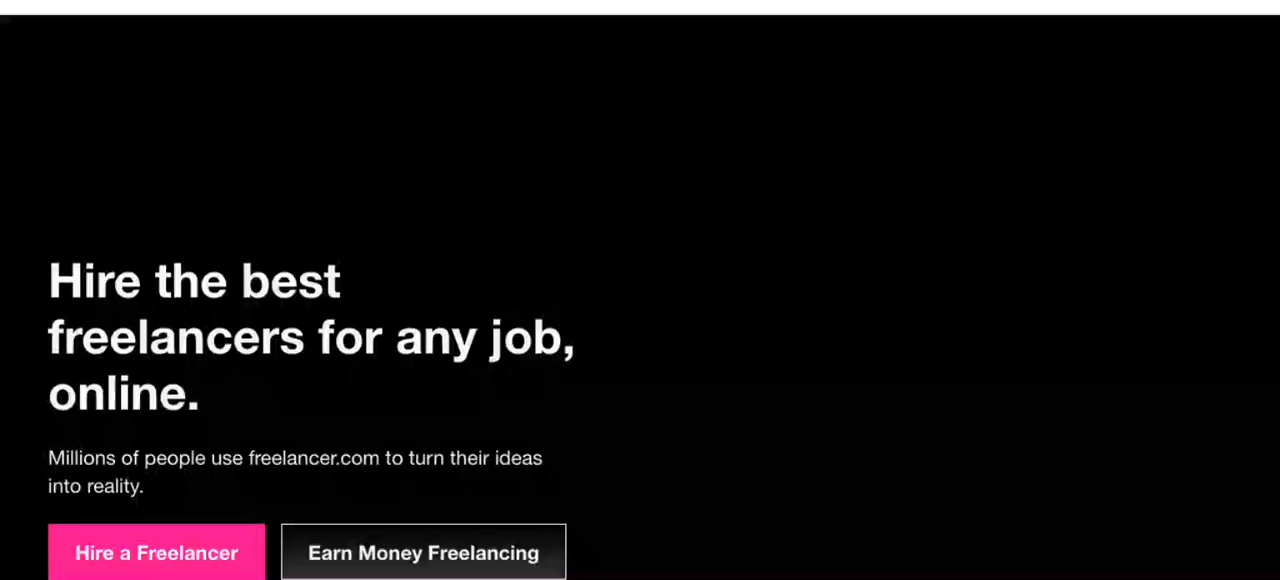 Hire the best
freelancers for any job,
online.
Millions of people use freelancer.com to turn their ideas
into reality.
Hire a Freelancer
Earn Money Freelancing